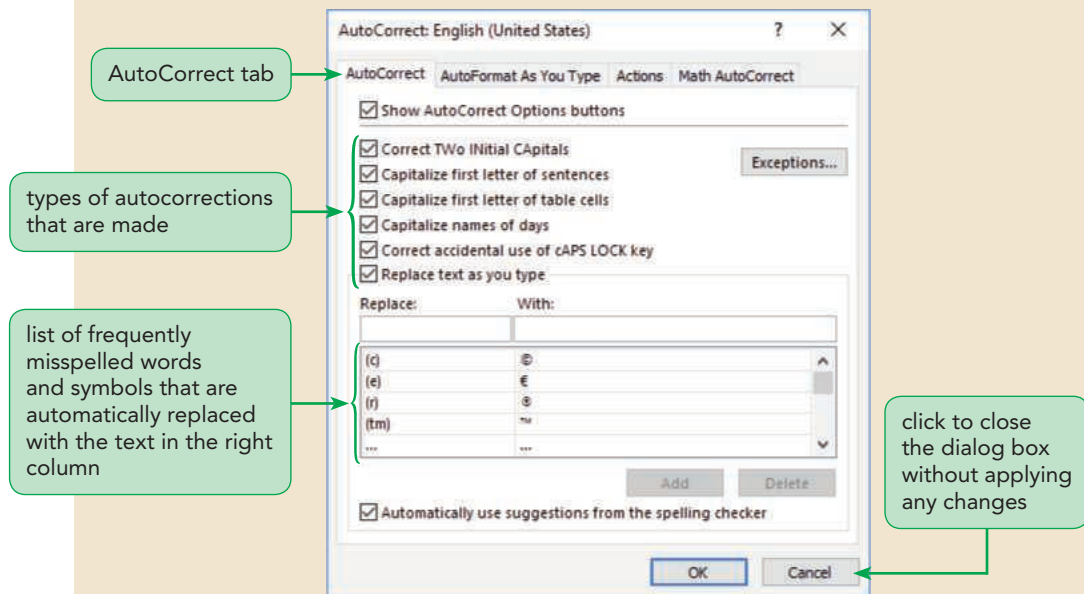 AutoCorrect: English (United States) ? X
AutoCorrect tab
AutoCorrect AutoFormat As You Type Actions Math AutoCorrect
Show AutoCorrect Options buttons
types of autocorrections
that are made
Correct TWo INitial CApitals
Exceptions...
Capitalize first letter of sentences
Capitalize first letter of table cells
Capitalize names of days
Correct accidental use of cAPS LOCK key
Replace text as you type
list of frequently
misspelled words
and symbols that are
automatically replaced
with the text in the right
column
Replace: With:
(c) ©
(e) €
(r) ®
(tm) ™
... ...
Add Delete
Automatically use suggestions from the spelling checker
OK Cancel
click to close
the dialog box
without applying
any changes